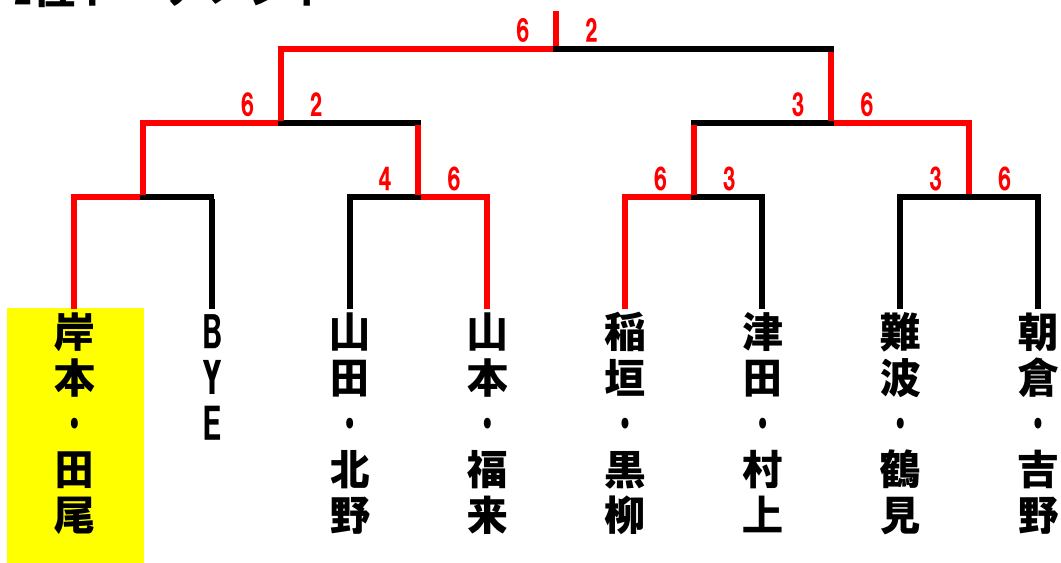 6 2
6 2 3 6
4 6 6 3 3 6
岸本・田尾
BYE
山田・北野
山本・福来
稲垣・黒柳
津田・村上
難波・鶴見
朝倉・吉野